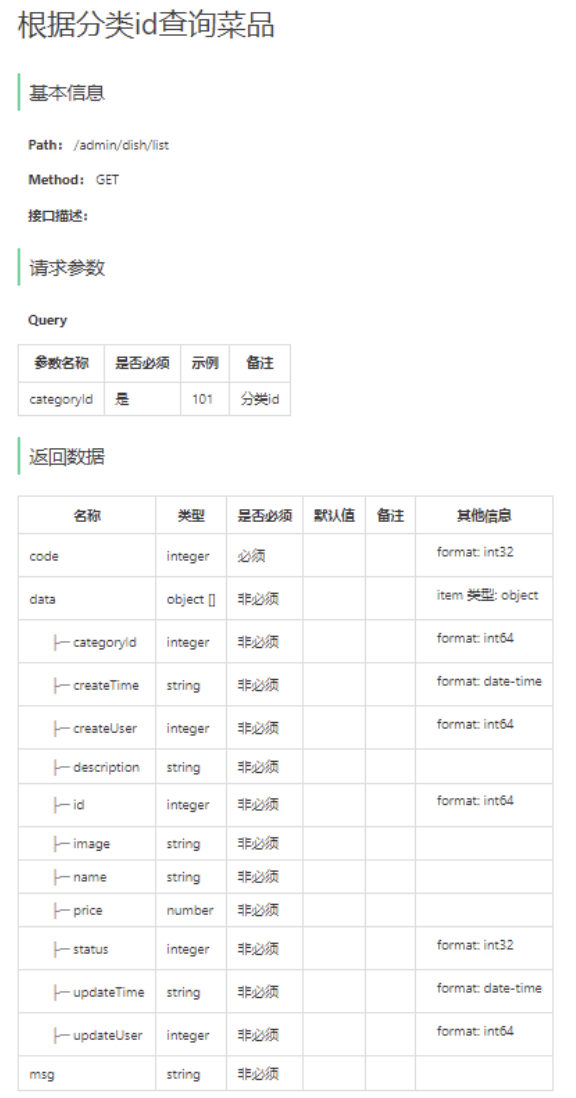 根据分类id查询菜品
基本信息
Path： /admin/dish/list
Method： GET
接口描述：
请求参数
Query
参数名称 是否必须 示例 备注
categoryId 是 101 分类id
返回数据
名称 类型 是否必须 默认值 备注 其他信息
code integer 必须 format: int32
data object [] 非必须 item 类型: object
├─ categoryId integer 非必须 format: int64
├─ createTime string 非必须 format: date-time
├─ createUser integer 非必须 format: int64
├─ description string 非必须
├─ id integer 非必须 format: int64
├─ image string 非必须
├─ name string 非必须
├─ price number 非必须
├─ status integer 非必须 format: int32
├─ updateTime string 非必须 format: date-time
├─ updateUser integer 非必须 format: int64
msg string 非必须